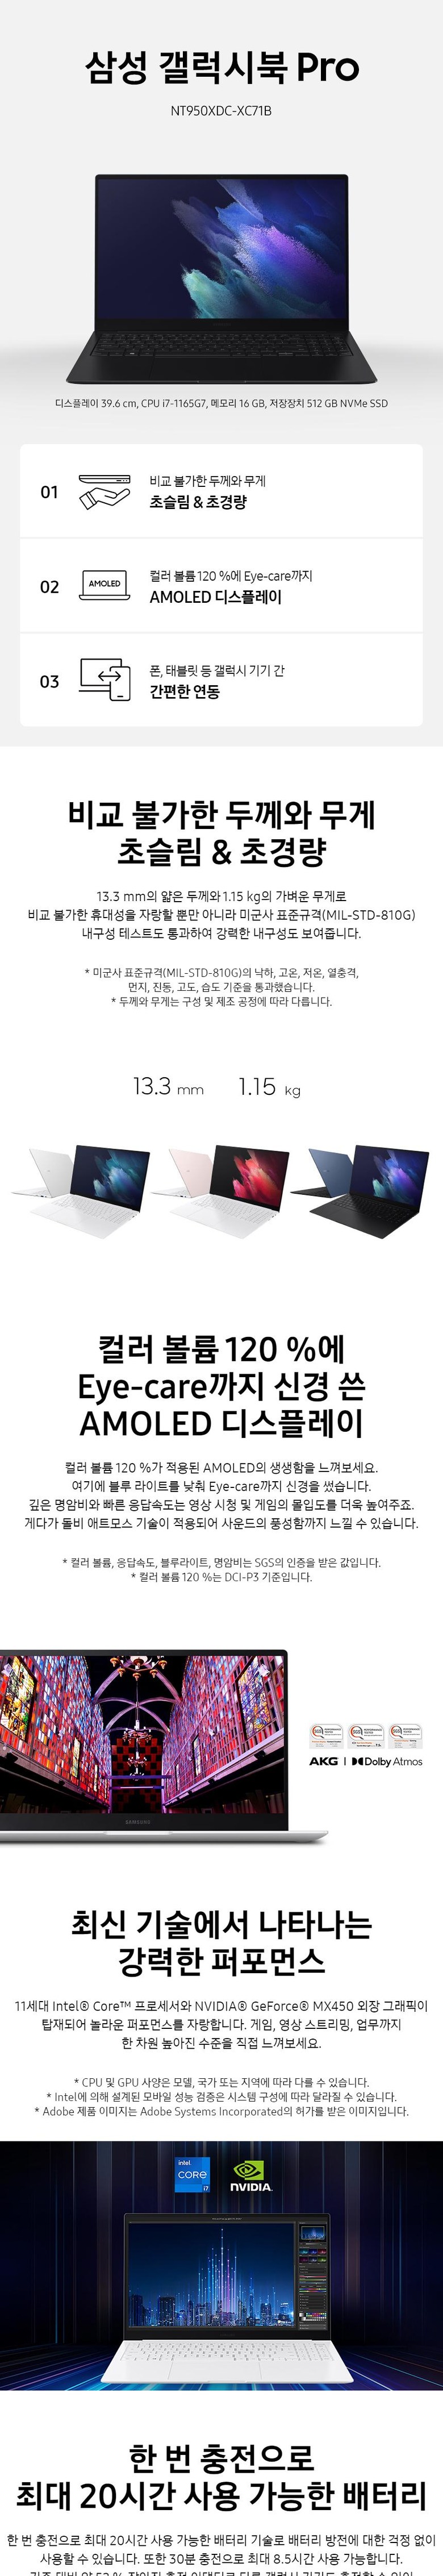 삼성 갤럭시북 Pro
NT950XDC-XC71B
디스플레이 39.6 cm, CPU i7-1165G7, 메모리 16 GB, 저장장치 512 GB NVMe SSD
01
비교 불가한 두께와 무게
초슬림 & 초경량
02
AMOLED
컬러 볼륨 120 %에 Eye-care까지
AMOLED 디스플레이
03
폰, 태블릿 등 갤럭시 기기 간
간편한 연동
비교 불가한 두께와 무게
초슬림 & 초경량
13.3 mm의 얇은 두께와 1.15 kg의 가벼운 무게로
비교 불가한 휴대성을 자랑할 뿐만 아니라 미군사 표준규격(MIL-STD-810G)
내구성 테스트도 통과하여 강력한 내구성도 보여줍니다.
* 미군사 표준규격(MIL-STD-810G)의 낙하, 고온, 저온, 열충격,
먼지, 진동, 고도, 습도 기준을 통과했습니다.
* 두께와 무게는 구성 및 제조 공정에 따라 다릅니다.
13.3 mm 1.15 kg
컬러 볼륨 120 %에
Eye-care까지 신경 쓴
AMOLED 디스플레이
컬러 볼륨 120 %가 적용된 AMOLED의 생생함을 느껴보세요.
여기에 블루 라이트를 낮춰 Eye-care까지 신경을 썼습니다.
깊은 명암비와 빠른 응답속도는 영상 시청 및 게임의 몰입도를 더욱 높여주죠.
게다가 돌비 애트모스 기술이 적용되어 사운드의 풍성함까지 느낄 수 있습니다.
* 컬러 볼륨, 응답속도, 블루라이트, 명암비는 SGS의 인증을 받은 값입니다.
* 컬러 볼륨 120 %는 DCI-P3 기준입니다.
SGS SGS SGS
AKG | Dolby Atmos
SAMSUNG
최신 기술에서 나타나는
강력한 퍼포먼스
11세대 Intel® Core™ 프로세서와 NVIDIA® GeForce® MX450 외장 그래픽이
탑재되어 놀라운 퍼포먼스를 자랑합니다. 게임, 영상 스트리밍, 업무까지
한 차원 높아진 수준을 직접 느껴보세요.
* CPU 및 GPU 사양은 모델, 국가 또는 지역에 따라 다를 수 있습니다.
* Intel에 의해 설계된 모바일 성능 검증은 시스템 구성에 따라 달라질 수 있습니다.
* Adobe 제품 이미지는 Adobe Systems Incorporated의 허가를 받은 이미지입니다.
intel
CORE
i7
NVIDIA
한 번 충전으로
최대 20시간 사용 가능한 배터리
한 번 충전으로 최대 20시간 사용 가능한 배터리 기술로 배터리 방전에 대한 걱정 없이
사용할 수 있습니다. 또한 30분 충전으로 최대 8.5시간 사용 가능합니다.